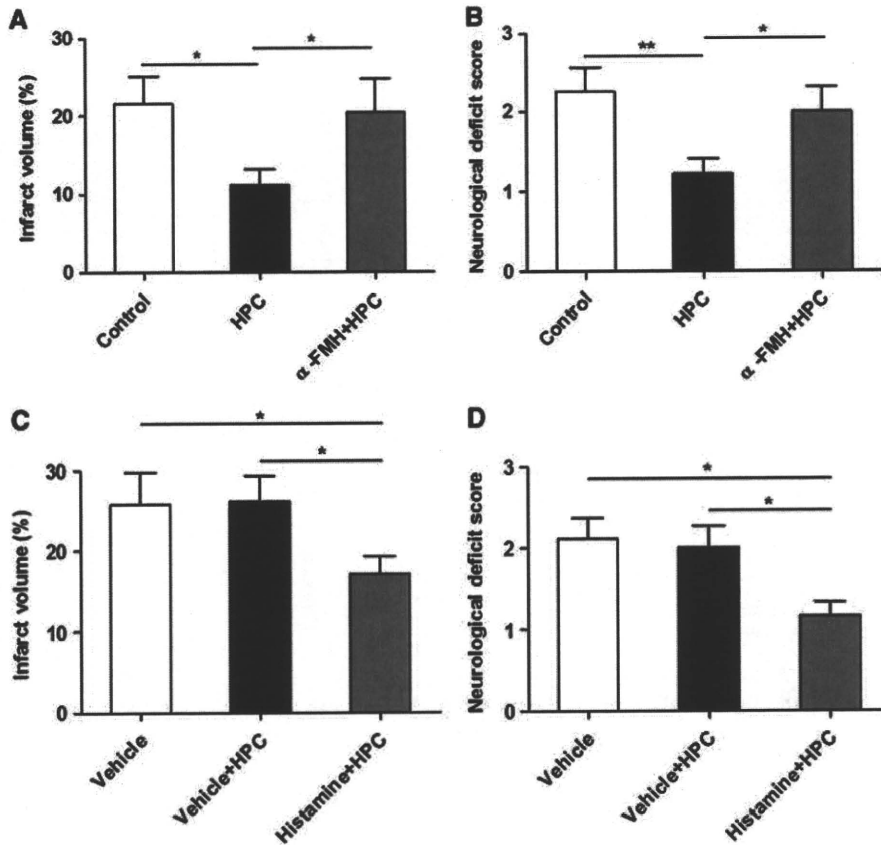 A
Infarct volume (%)
30
20
10
0
*
*
Control
HPC
α -FMH+HPC
B
Neurological deficit score
3
2
1
0
**
*
Control
HPC
α -FMH+HPC
C
Infarct volume (%)
30
20
10
0
*
*
Vehicle
Vehicle+HPC
Histamine+HPC
D
Neurological deficit score
3
2
1
0
*
*
Vehicle
Vehicle+HPC
Histamine+HPC